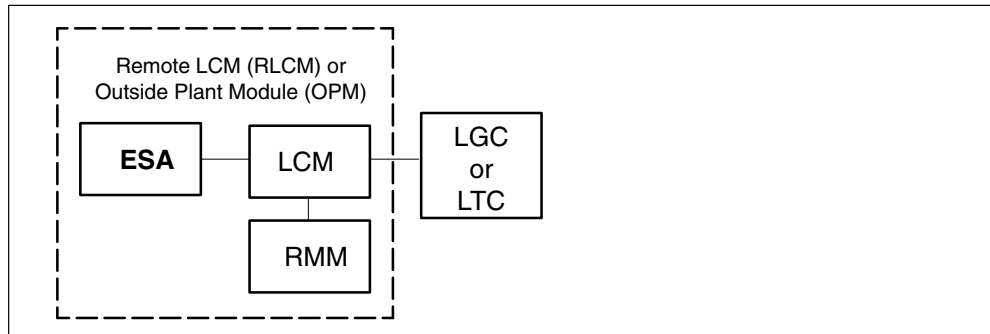 Remote LCM (RLCM) or
Outside Plant Module (OPM)
ESA
LCM
LGC
or
LTC
RMM